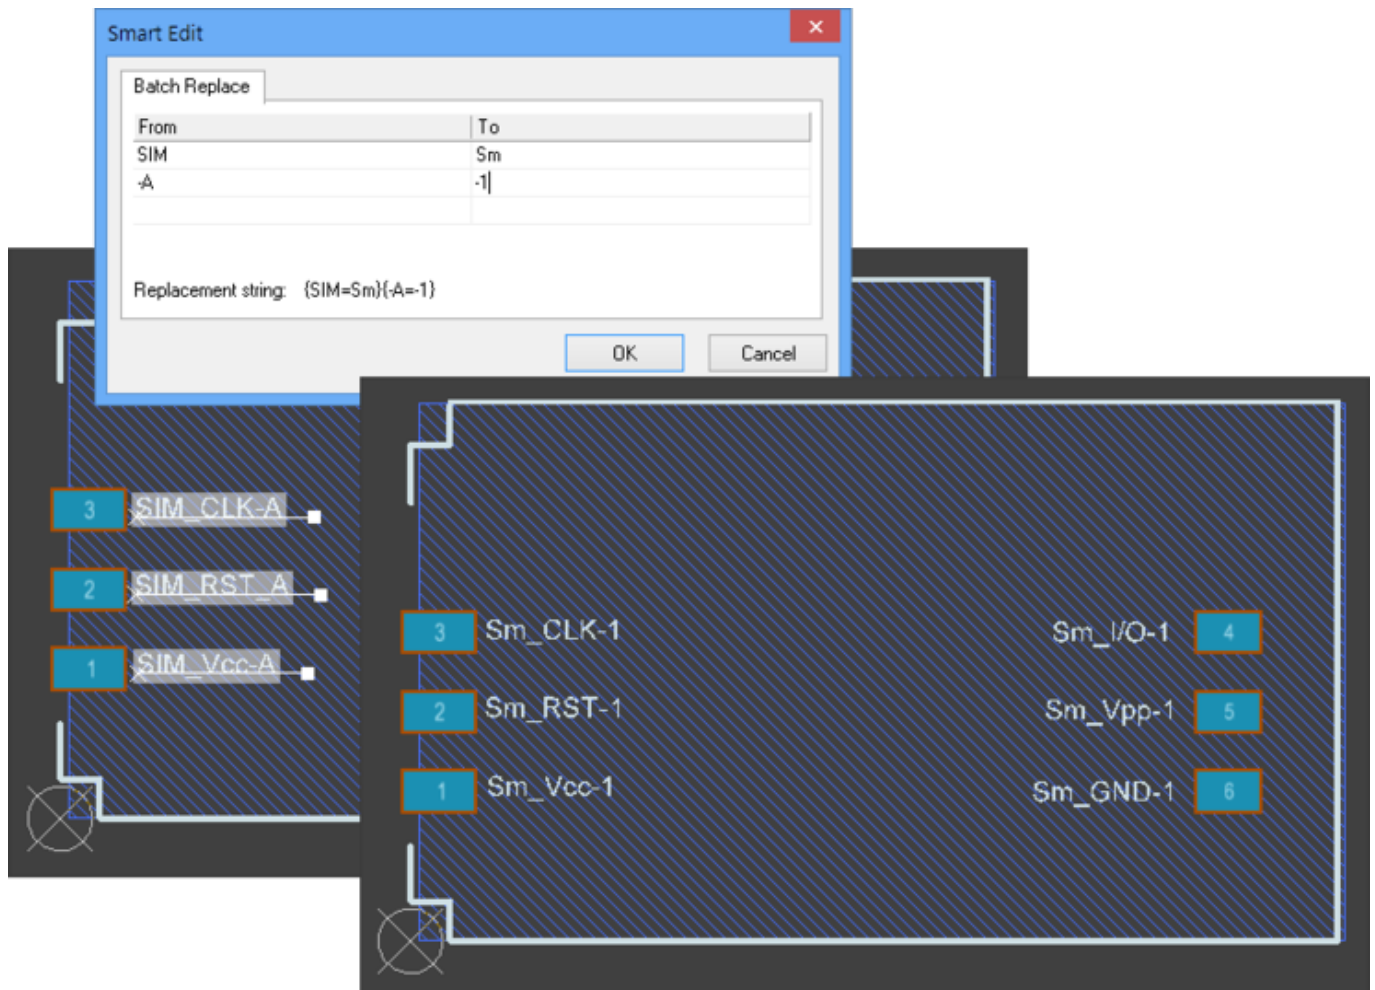 Smart Edit
Batch Replace
From To
SIM Sm
-A -1
Replacement string: {SIM=Sm}{-A=-1}
OK Cancel
3 SIM_CLK-A
2 SIM_RST_A
1 SIM_Vcc-A
3 Sm_CLK-1 Sm_I/O-1 4
2 Sm_RST-1 Sm_Vpp-1 5
1 Sm_Vcc-1 Sm_GND-1 6